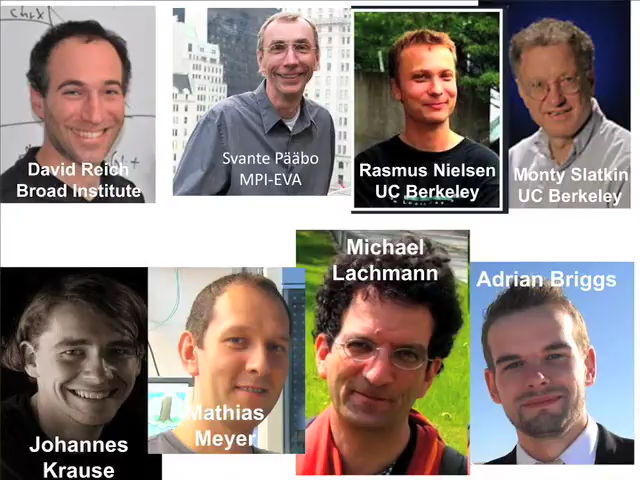 David Reich
Broad Institute
Svante Pääbo
MPI-EVA
Rasmus Nielsen
UC Berkeley
Monty Slatkin
UC Berkeley
Michael
Lachmann
Adrian Briggs
Mathias
Meyer
Johannes
Krause